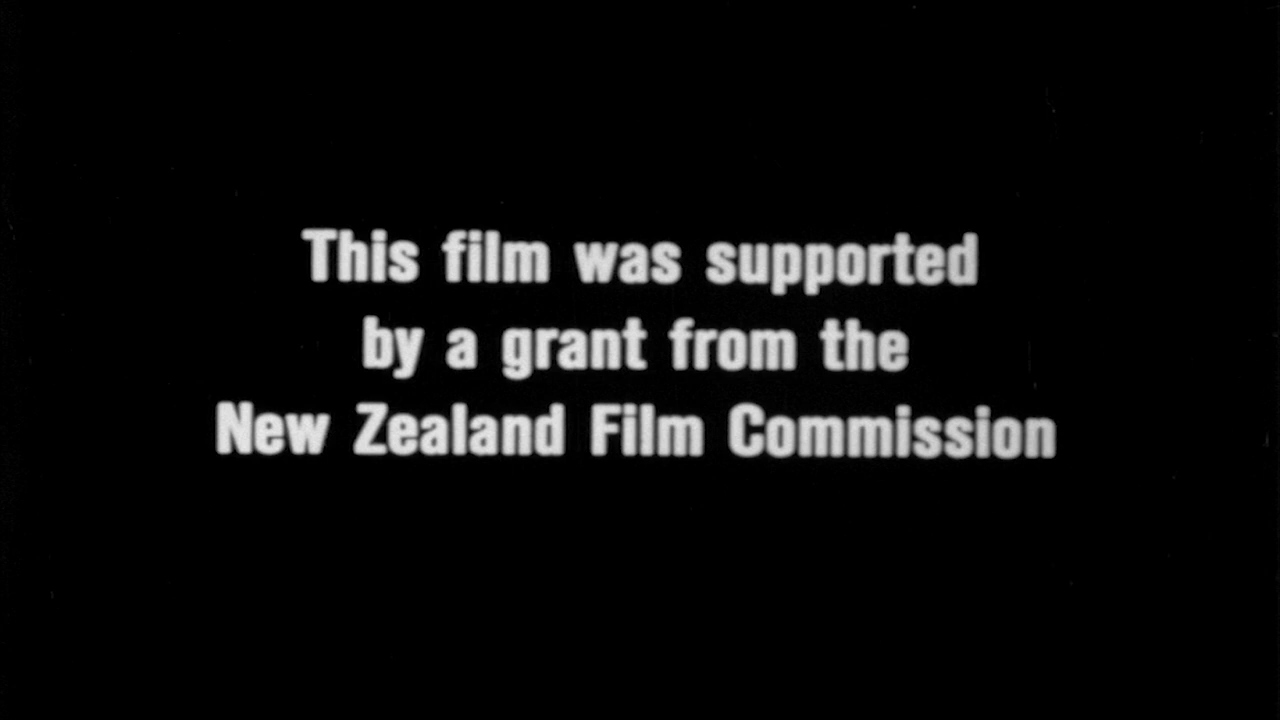 This film was supported
by a grant from the
New Zealand Film Commission